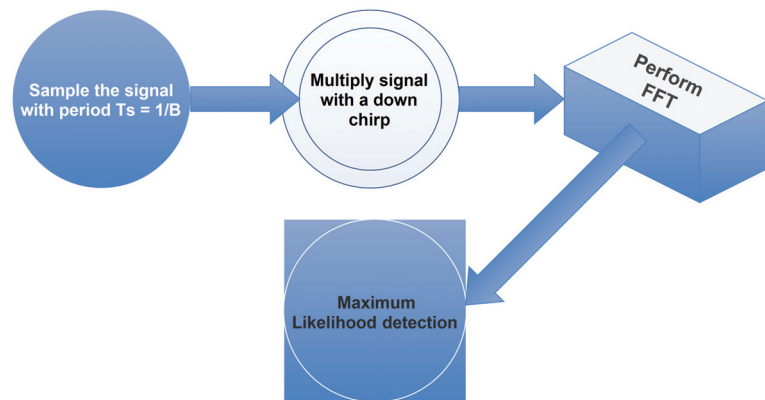 Sample the signal
with period Ts = 1/B
Multiply signal
with a down
chirp
Perform
FFT
Maximum
Likelihood detection